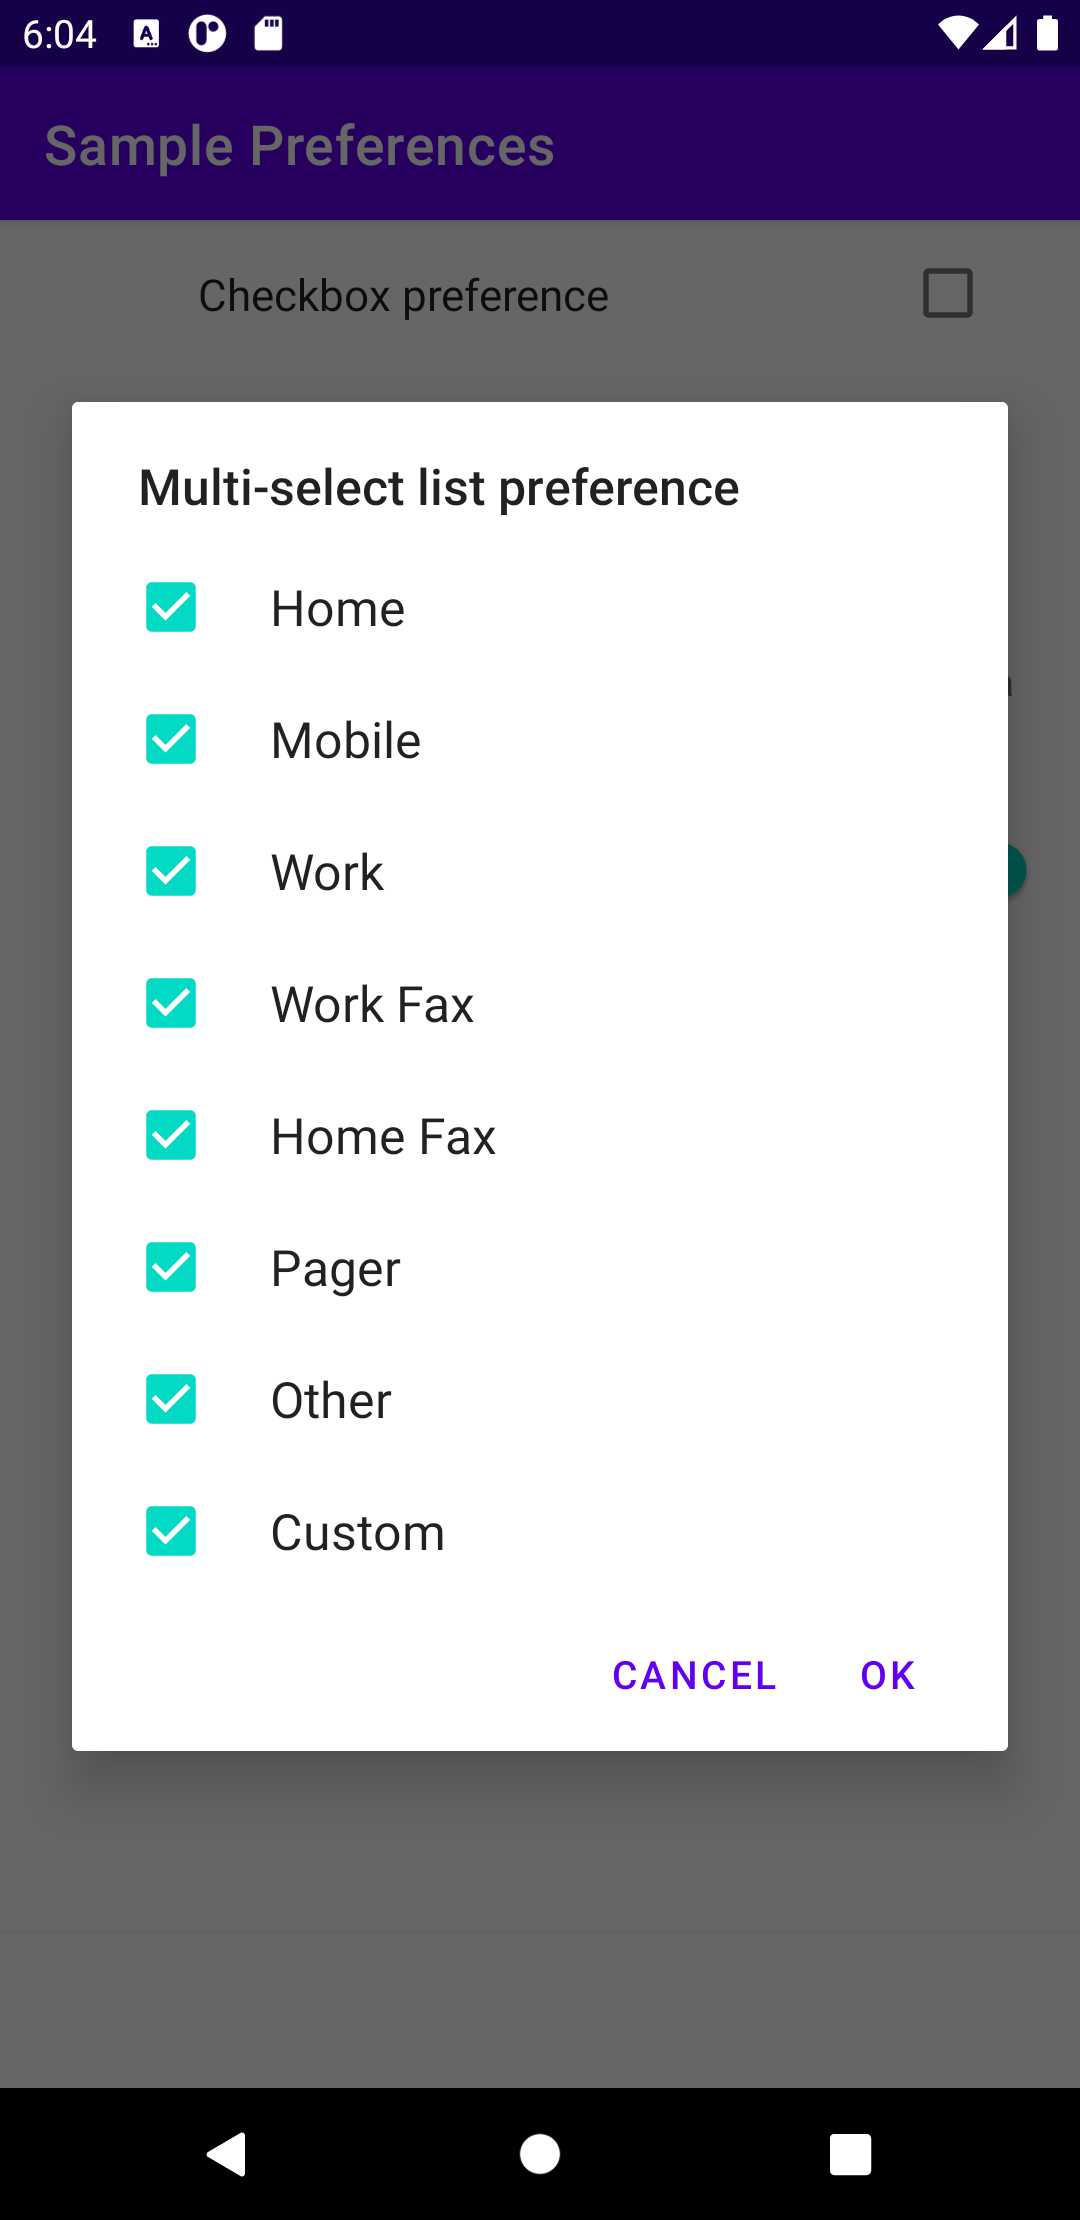 6:04
Sample Preferences
Checkbox preference
Multi-select list preference
Home
Mobile
Work
Work Fax
Home Fax
Pager
Other
Custom
CANCEL OK